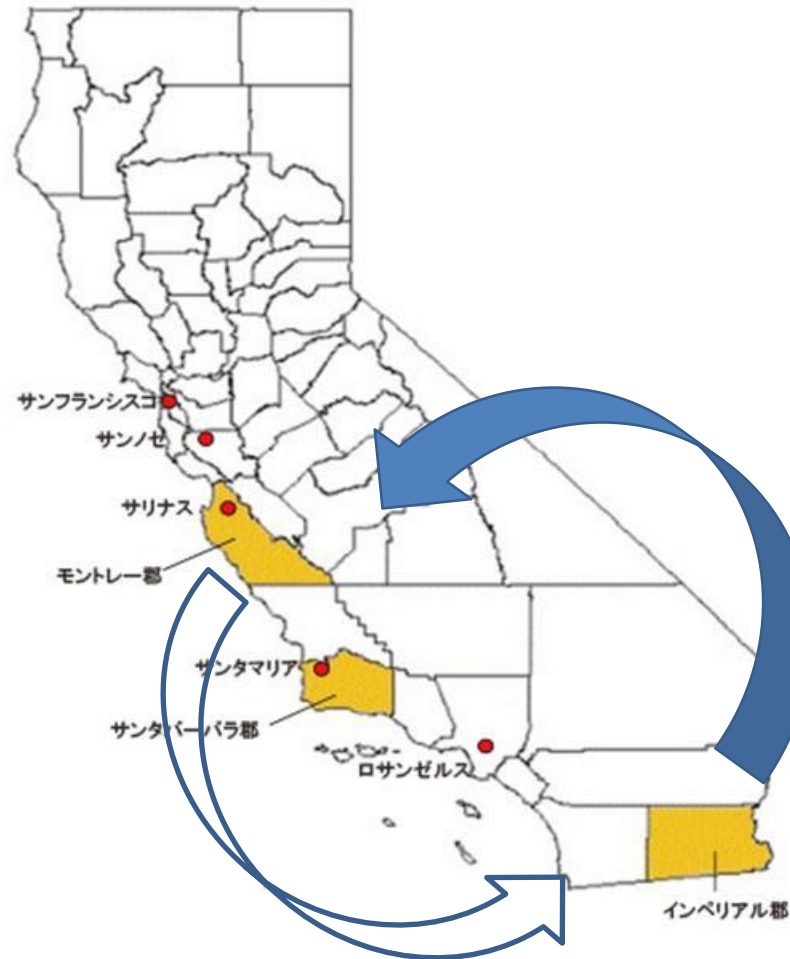 サンフランシスコ
サンノゼ
サリナス
モントレー郡
サンタマリア
サンタバーバラ郡
ロサンゼルス
インペリアル郡